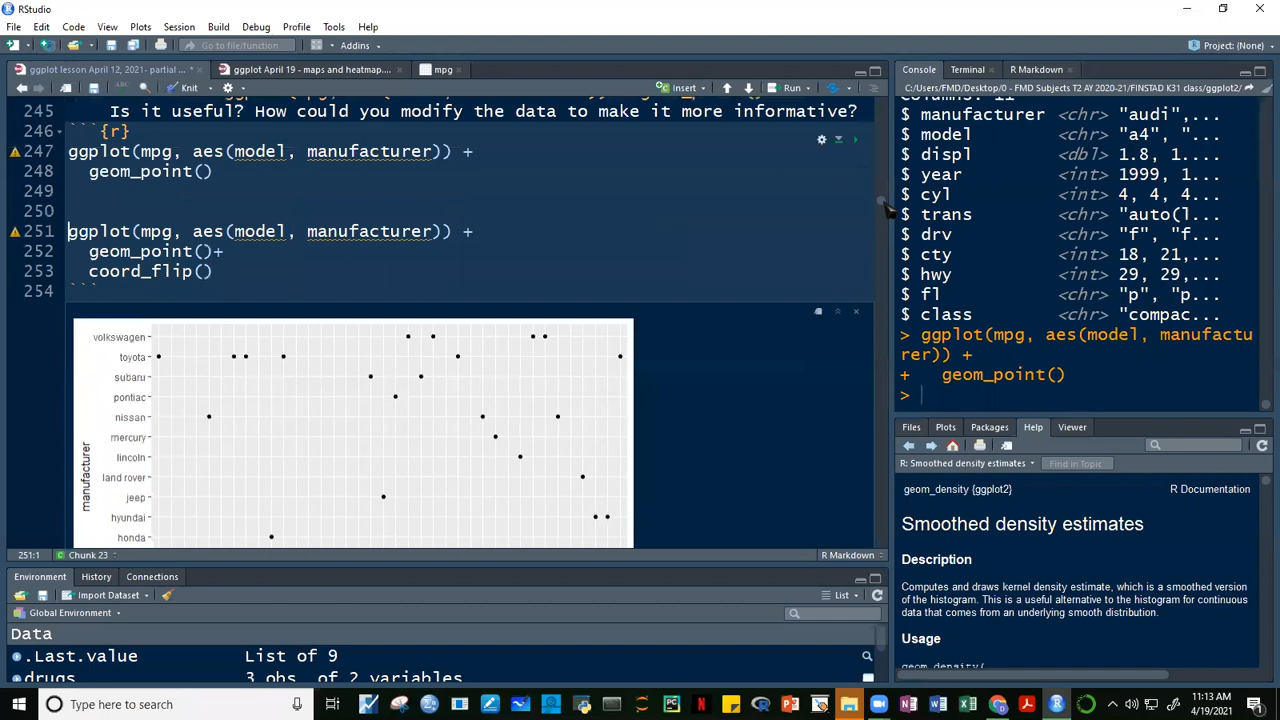 RStudio
File Edit Code View Plots Session Build Debug Profile Tools Help
Go to file/function Addins Project: (None)
ggplot lesson April 12, 2021- partial ... * ggplot April 19 - maps and heatmap.... mpg
Knit Insert Run
245 Is it useful? How could you modify the data to make it more informative?
246 ```{r}
247 ggplot(mpg, aes(model, manufacturer)) +
248 geom_point()
249
250
251 ggplot(mpg, aes(model, manufacturer)) +
252 geom_point()+
253 coord_flip()
254 ```
volkswagen
toyota
subaru
pontiac
nissan
mercury
lincoln
land rover
jeep
hyundai
honda
manufacturer
251:1 Chunk 23 R Markdown
Environment History Connections
Import Dataset List
Global Environment
Data
.Last.value List of 9
drugs 3 obs. of 2 variables
Console Terminal R Markdown
C:/Users/FMD/Desktop/0 - FMD Subjects T2 AY 2020-21/FINSTAD K31 class/ggplot2/
Columns: 11
$ manufacturer <chr> "audi",...
$ model <chr> "a4", "...
$ displ <dbl> 1.8, 1....
$ year <int> 1999, 1...
$ cyl <int> 4, 4, 4...
$ trans <chr> "auto(l...
$ drv <chr> "f", "f...
$ cty <int> 18, 21,...
$ hwy <int> 29, 29,...
$ fl <chr> "p", "p...
$ class <chr> "compac...
> ggplot(mpg, aes(model, manufactu
rer)) +
+ geom_point()
>
Files Plots Packages Help Viewer
R: Smoothed density estimates Find in Topic
geom_density {ggplot2} R Documentation
Smoothed density estimates
Description
Computes and draws kernel density estimate, which is a smoothed version
of the histogram. This is a useful alternative to the histogram for continuous
data that comes from an underlying smooth distribution.
Usage
geom_density(
Type here to search
11:13 AM
4/19/2021